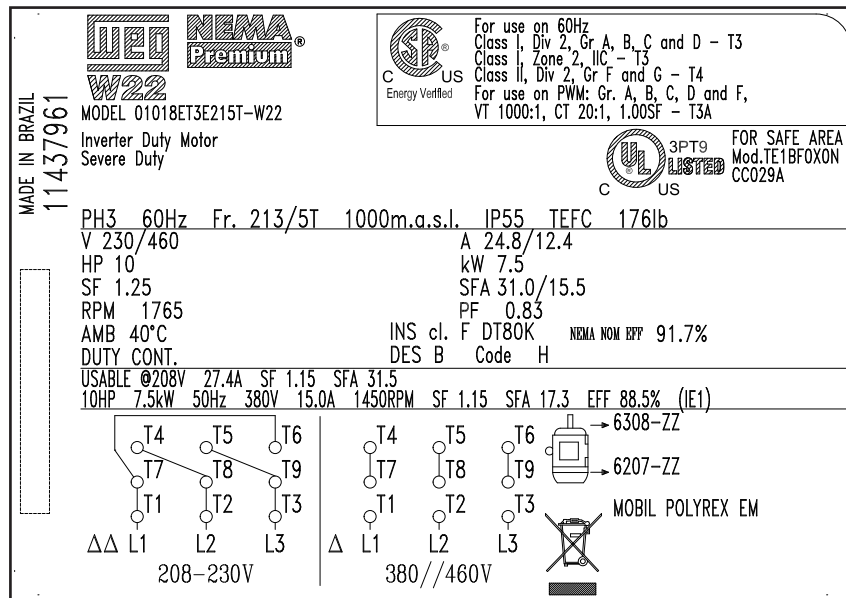 WEG
W22
NEMA
Premium®
CSA ®
C US
Energy Verified
For use on 60Hz
Class I, Div 2, Gr A, B, C and D - T3
Class I, Zone 2, IIC - T3
Class II, Div 2, Gr F and G - T4
For use on PWM: Gr. A, B, C, D and F,
VT 1000:1, CT 20:1, 1.00SF - T3A
MADE IN BRAZIL
11437961
MODEL 01018ET3E215T-W22
Inverter Duty Motor
Severe Duty
C UL ® US
3PT9
LISTED
FOR SAFE AREA
Mod.TE1BFOXON
CC029A
PH3 60Hz Fr. 213/5T 1000m.a.s.l. IP55 TEFC 176lb
V 230/460 A 24.8/12.4
HP 10 kW 7.5
SF 1.25 SFA 31.0/15.5
RPM 1765 PF 0.83
AMB 40°C INS cl. F DT80K NEMA NOM EFF 91.7%
DUTY CONT. DES B Code H
USABLE @208V 27.4A SF 1.15 SFA 31.5
10HP 7.5kW 50Hz 380V 15.0A 1450RPM SF 1.15 SFA 17.3 EFF 88.5% (IE1)
T4 T5 T6
T7 T8 T9
T1 T2 T3
ΔΔ L1 L2 L3
208-230V
T4 T5 T6
T7 T8 T9
T1 T2 T3
Δ L1 L2 L3
380//460V
6308-ZZ
6207-ZZ
MOBIL POLYREX EM